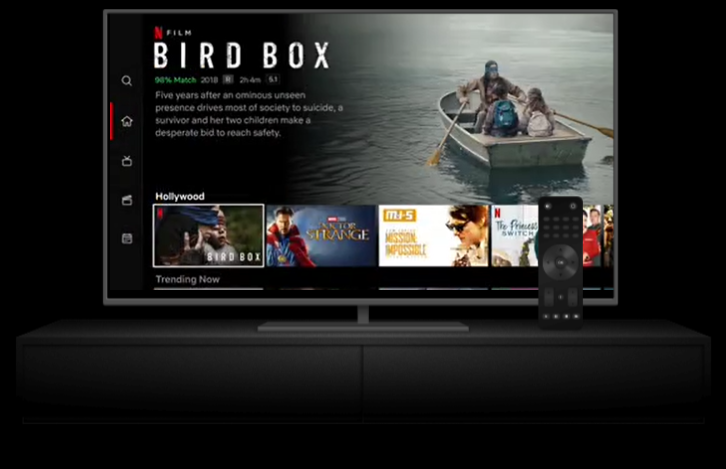 N FILM
BIRD BOX
98% Match 2018 2h 4m 5.1
Five years after an ominous unseen
presence drives most of society to suicide, a
survivor and her two children make a
desperate bid to reach safety.
Hollywood
N
BIRD BOX
MARVEL
DOCTOR
STRANGE
M:I-5
MISSION
IMPOSSIBLE
N
The Princess
SWITCH
Trending Now